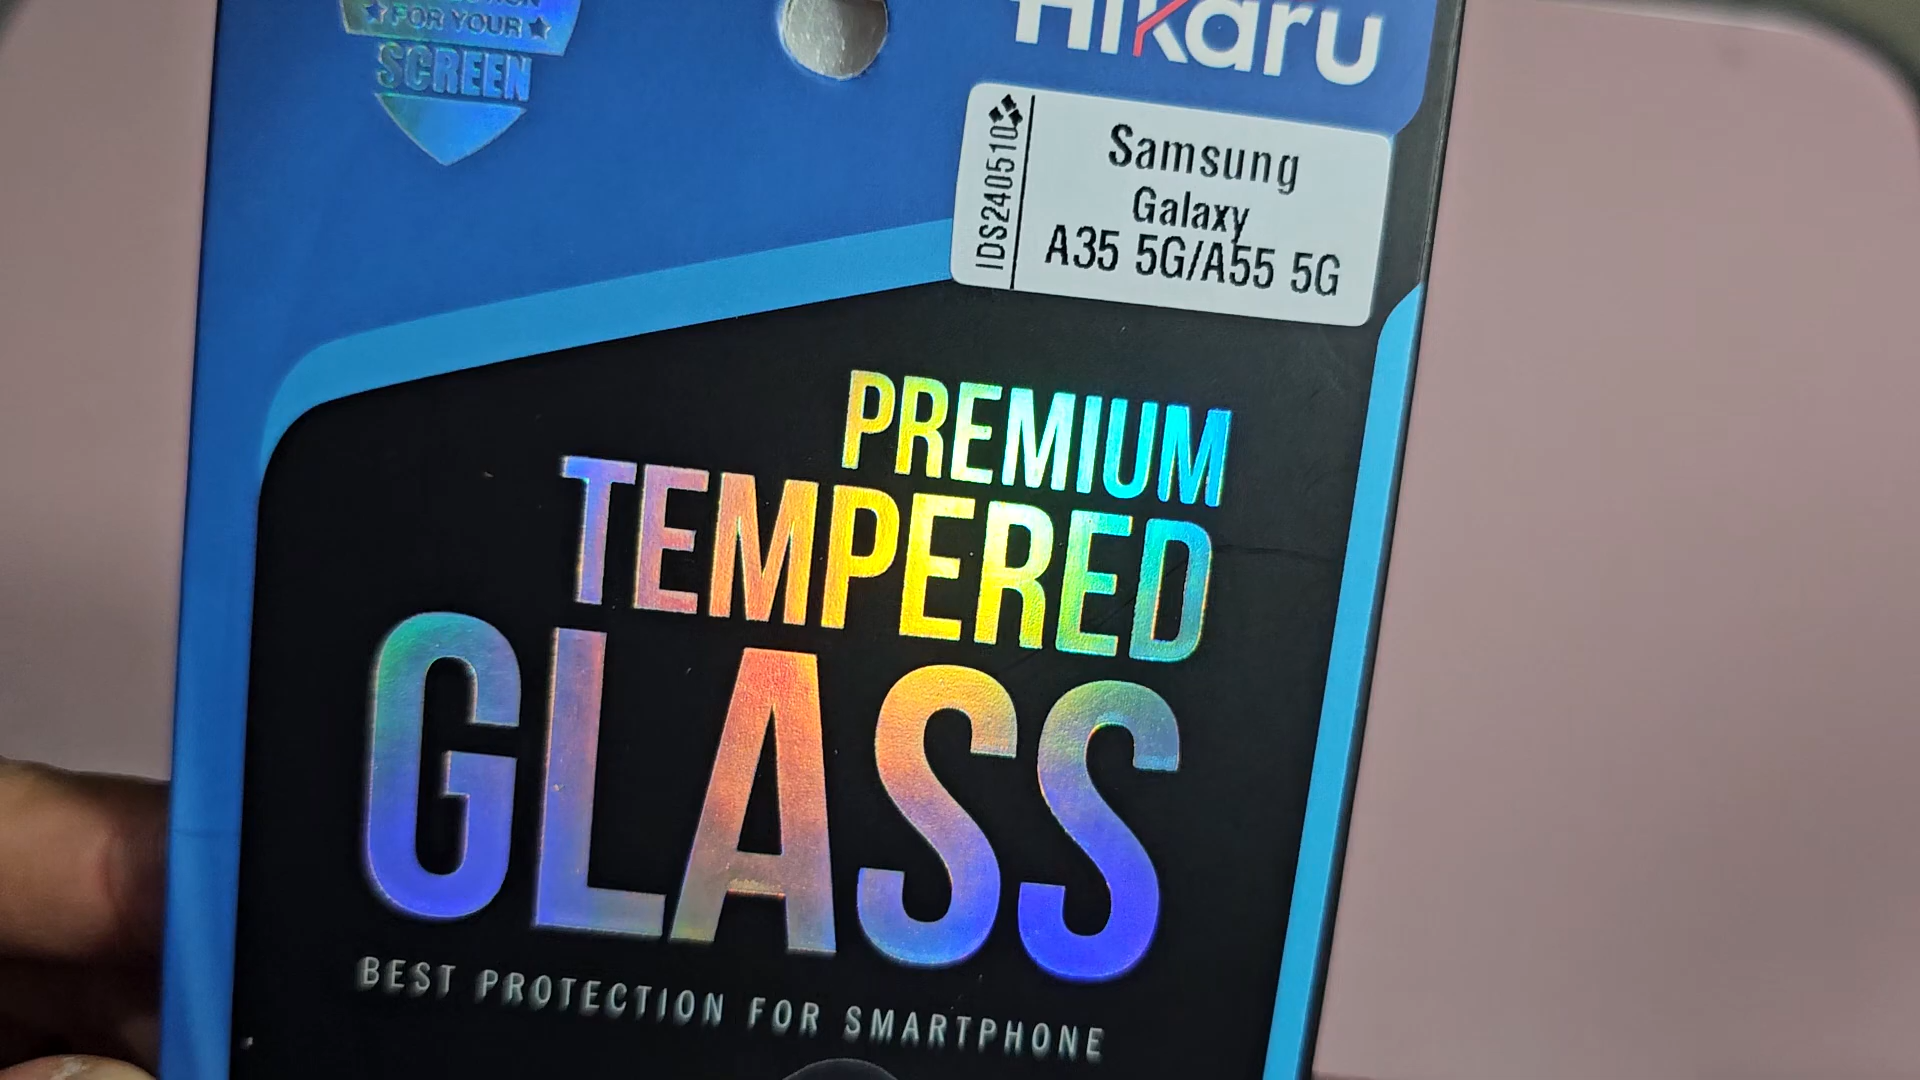 FOR YOUR
SCREEN
Hikaru
IDS240510
Samsung
Galaxy
A35 5G/A55 5G
PREMIUM
TEMPERED
GLASS
BEST PROTECTION FOR SMARTPHONE